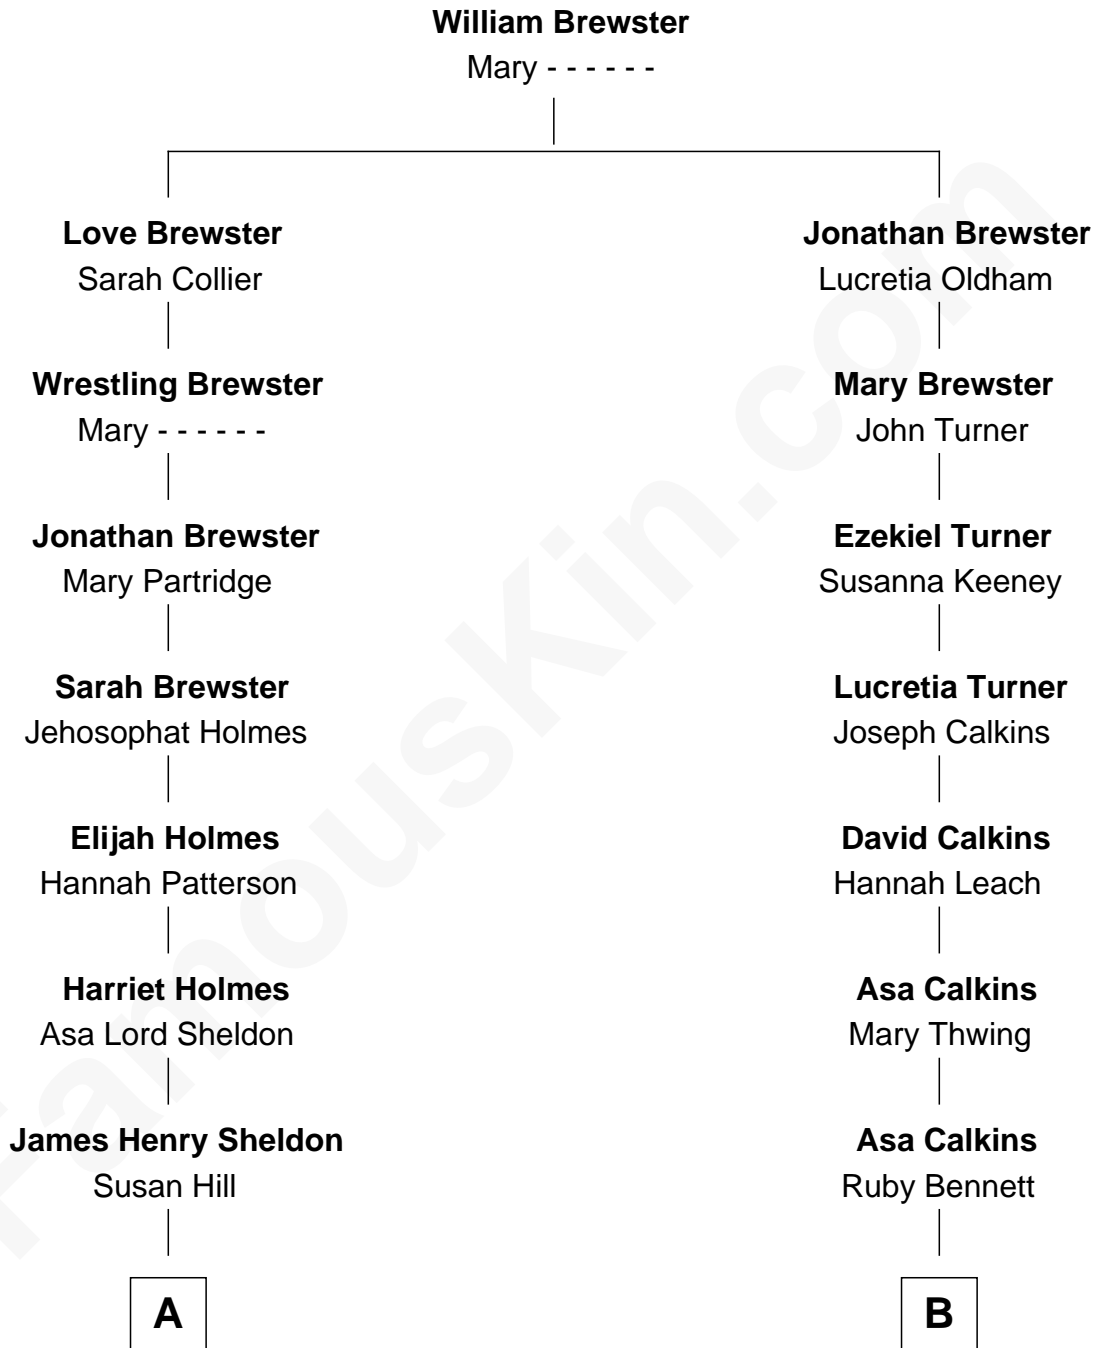 William Brewster
Mary - - - - - -
Love Brewster
Sarah Collier
Jonathan Brewster
Lucretia Oldham
Wrestling Brewster
Mary - - - - - -
Mary Brewster
John Turner
Jonathan Brewster
Mary Partridge
Ezekiel Turner
Susanna Keeney
Sarah Brewster
Jehosophat Holmes
Lucretia Turner
Joseph Calkins
Elijah Holmes
Hannah Patterson
David Calkins
Hannah Leach
Harriet Holmes
Asa Lord Sheldon
Asa Calkins
Mary Thwing
James Henry Sheldon
Susan Hill
Asa Calkins
Ruby Bennett
A
B
FamousKin.com